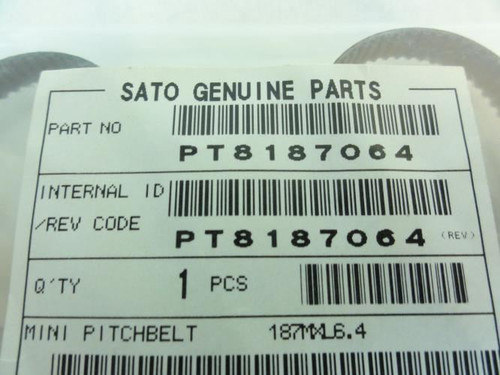 SATO GENUINE PARTS
PART NO
PT8187064
INTERNAL ID
/REV CODE
PT8187064 (REV)
Q'TY 1 PCS
MINI PITCHBELT 187MXL6.4